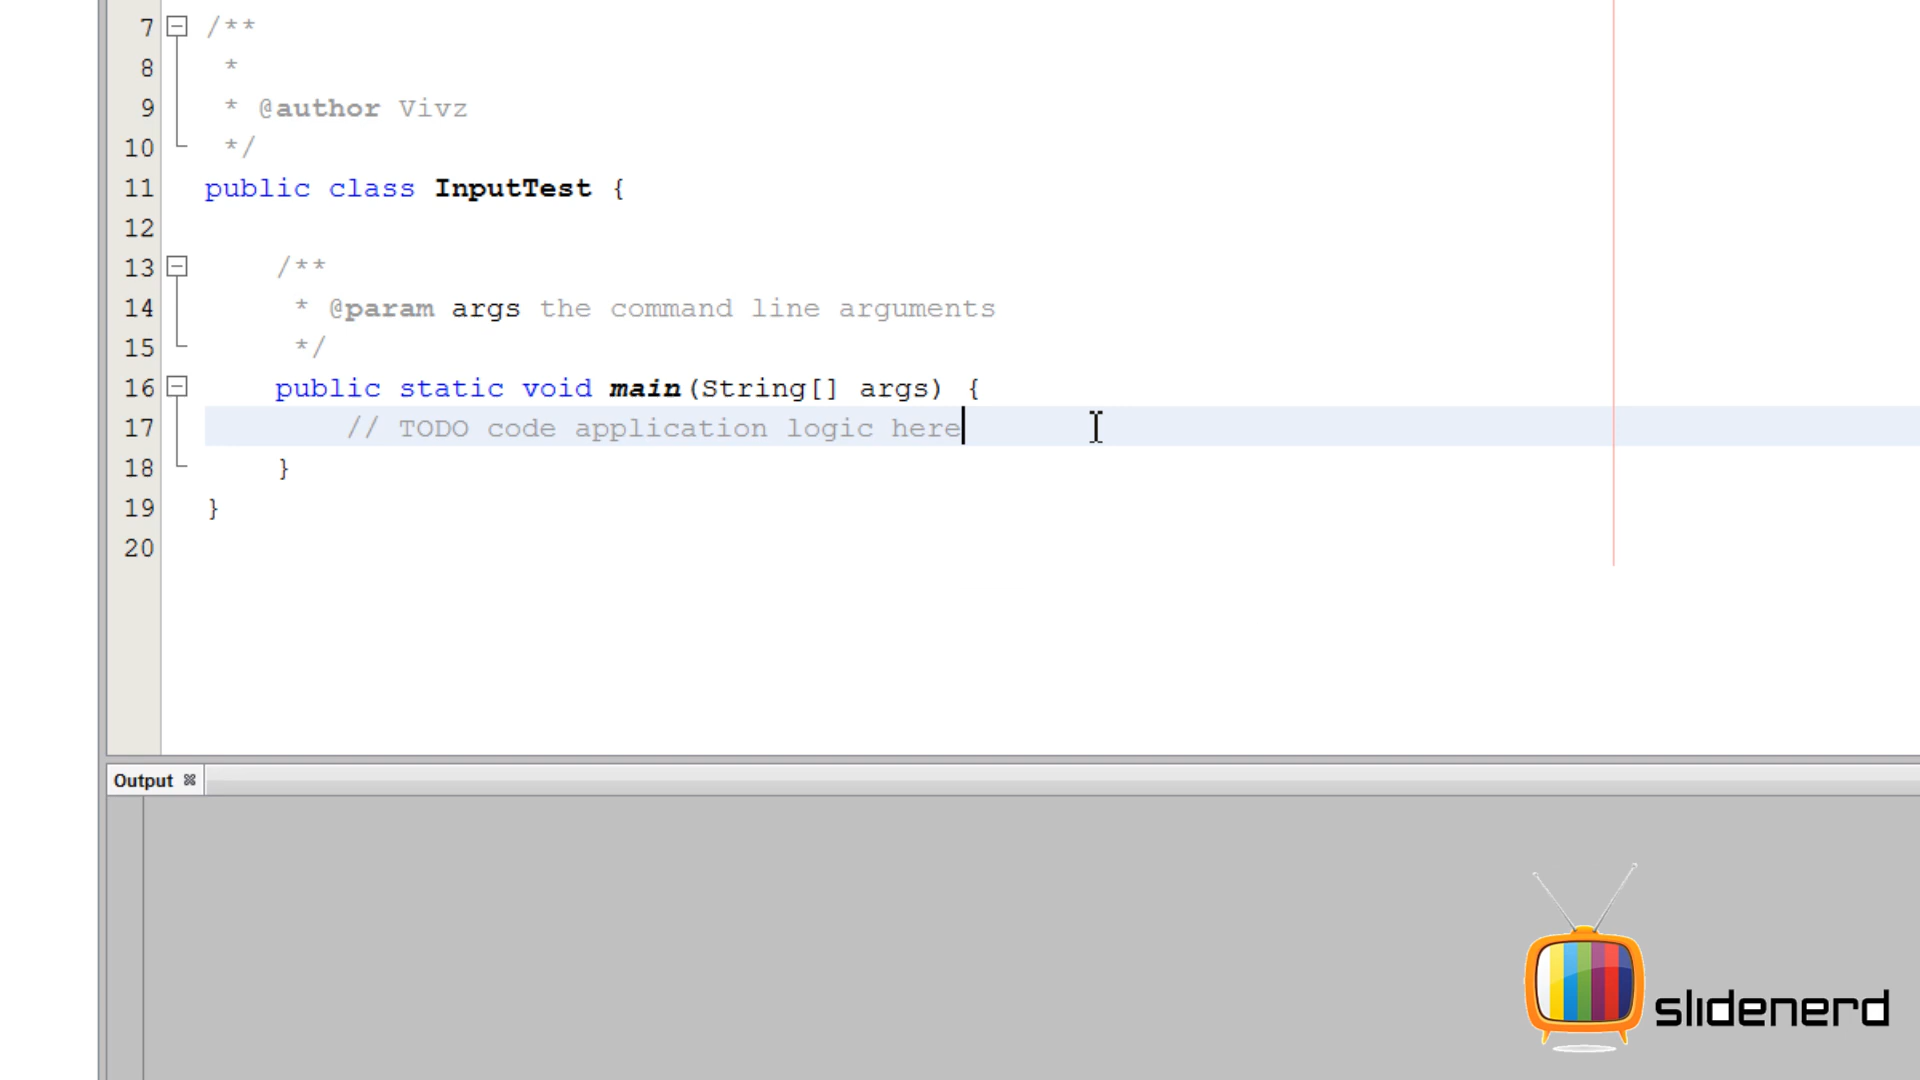 7 /**
8 *
9 * @author Vivz
10 */
11 public class InputTest {
12
13 /**
14 * @param args the command line arguments
15 */
16 public static void main(String[] args) {
17 // TODO code application logic here
18 }
19 }
20
Output
slidenerd